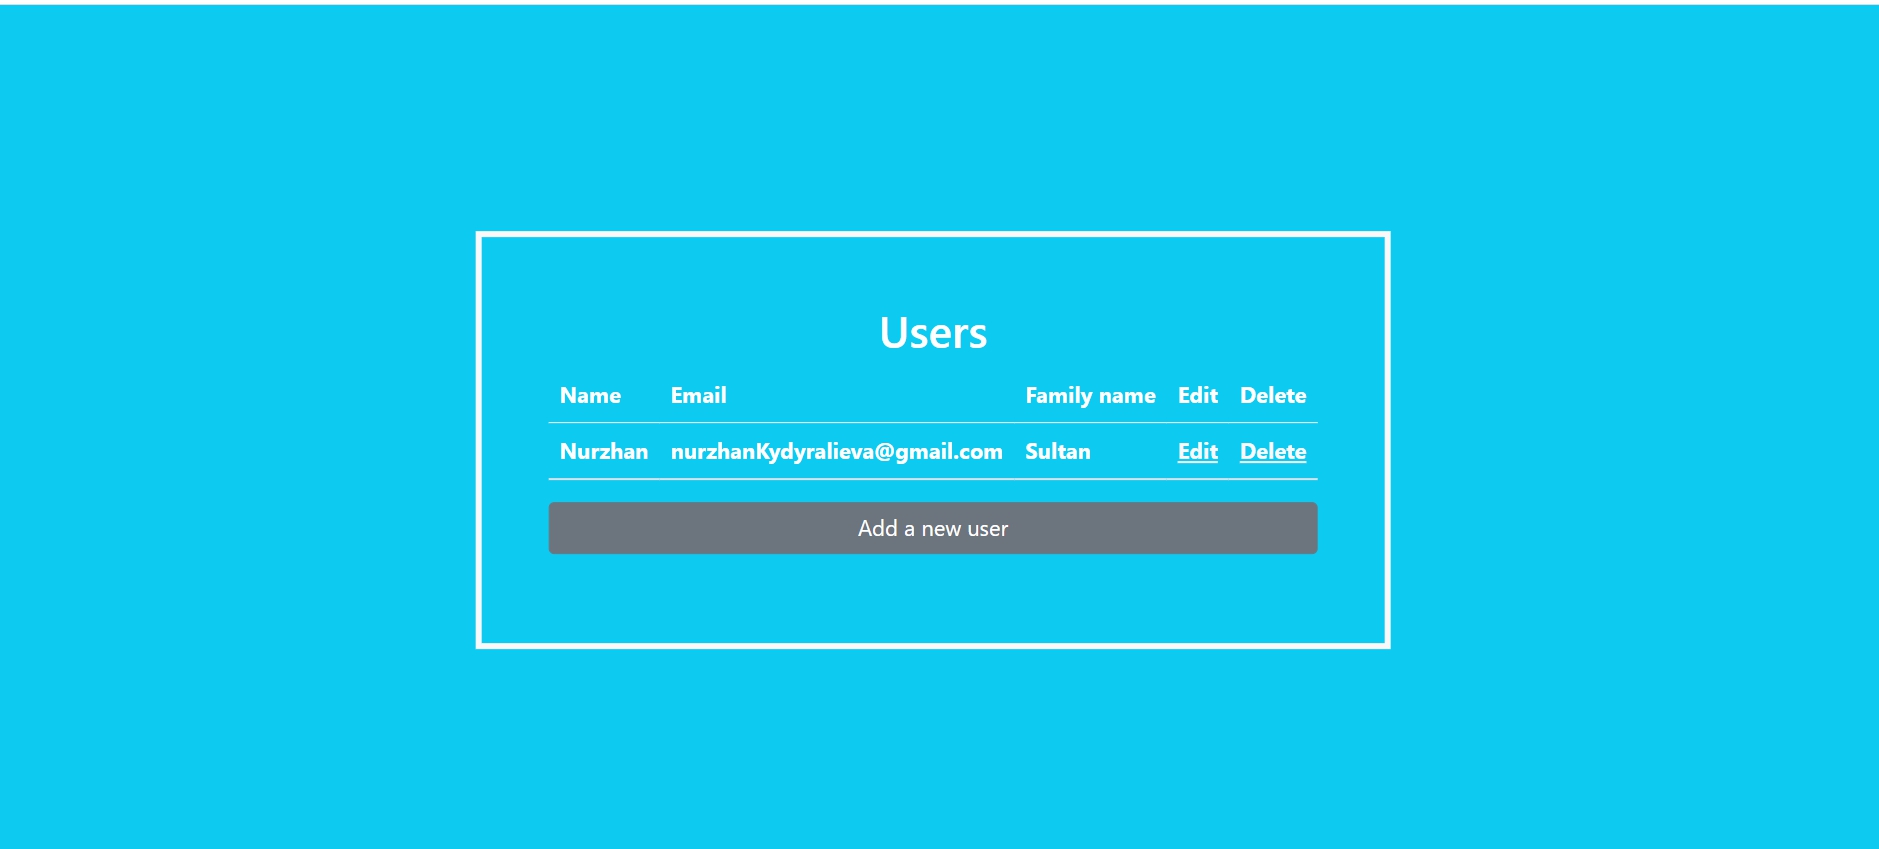 Users
Name Email Family name Edit Delete
Nurzhan nurzhanKydyralieva@gmail.com Sultan Edit Delete
Add a new user